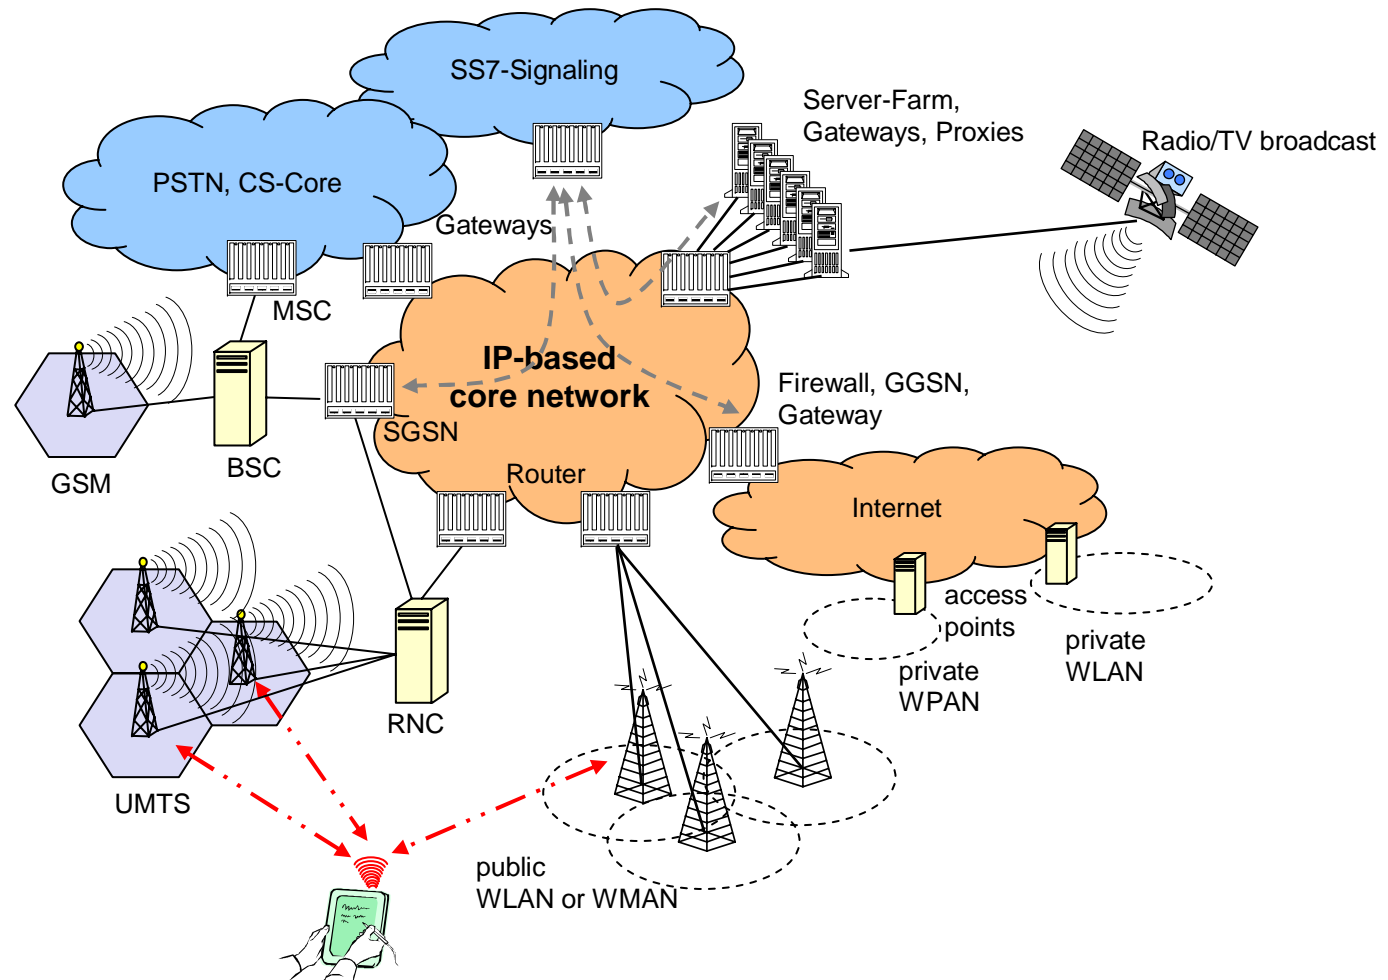 SS7-Signaling
Server-Farm,
Gateways, Proxies
Radio/TV broadcast
PSTN, CS-Core
Gateways
MSC
IP-based
core network
Firewall, GGSN,
Gateway
SGSN
BSC
GSM
Router
Internet
access
points
private
WLAN
private
WPAN
RNC
UMTS
public
WLAN or WMAN